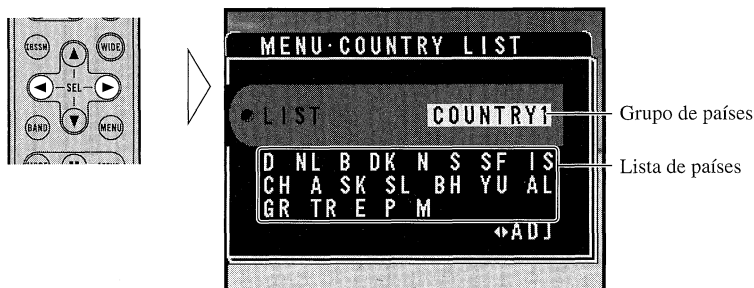 BSSM
WIDE
SEL
BAND
MENU
MENU·COUNTRY LIST
LIST COUNTRY1
Grupo de países
D NL B DK N S SF IS
Lista de países
CH A SK SL BH YU AL
GR TR E P M
ADJ